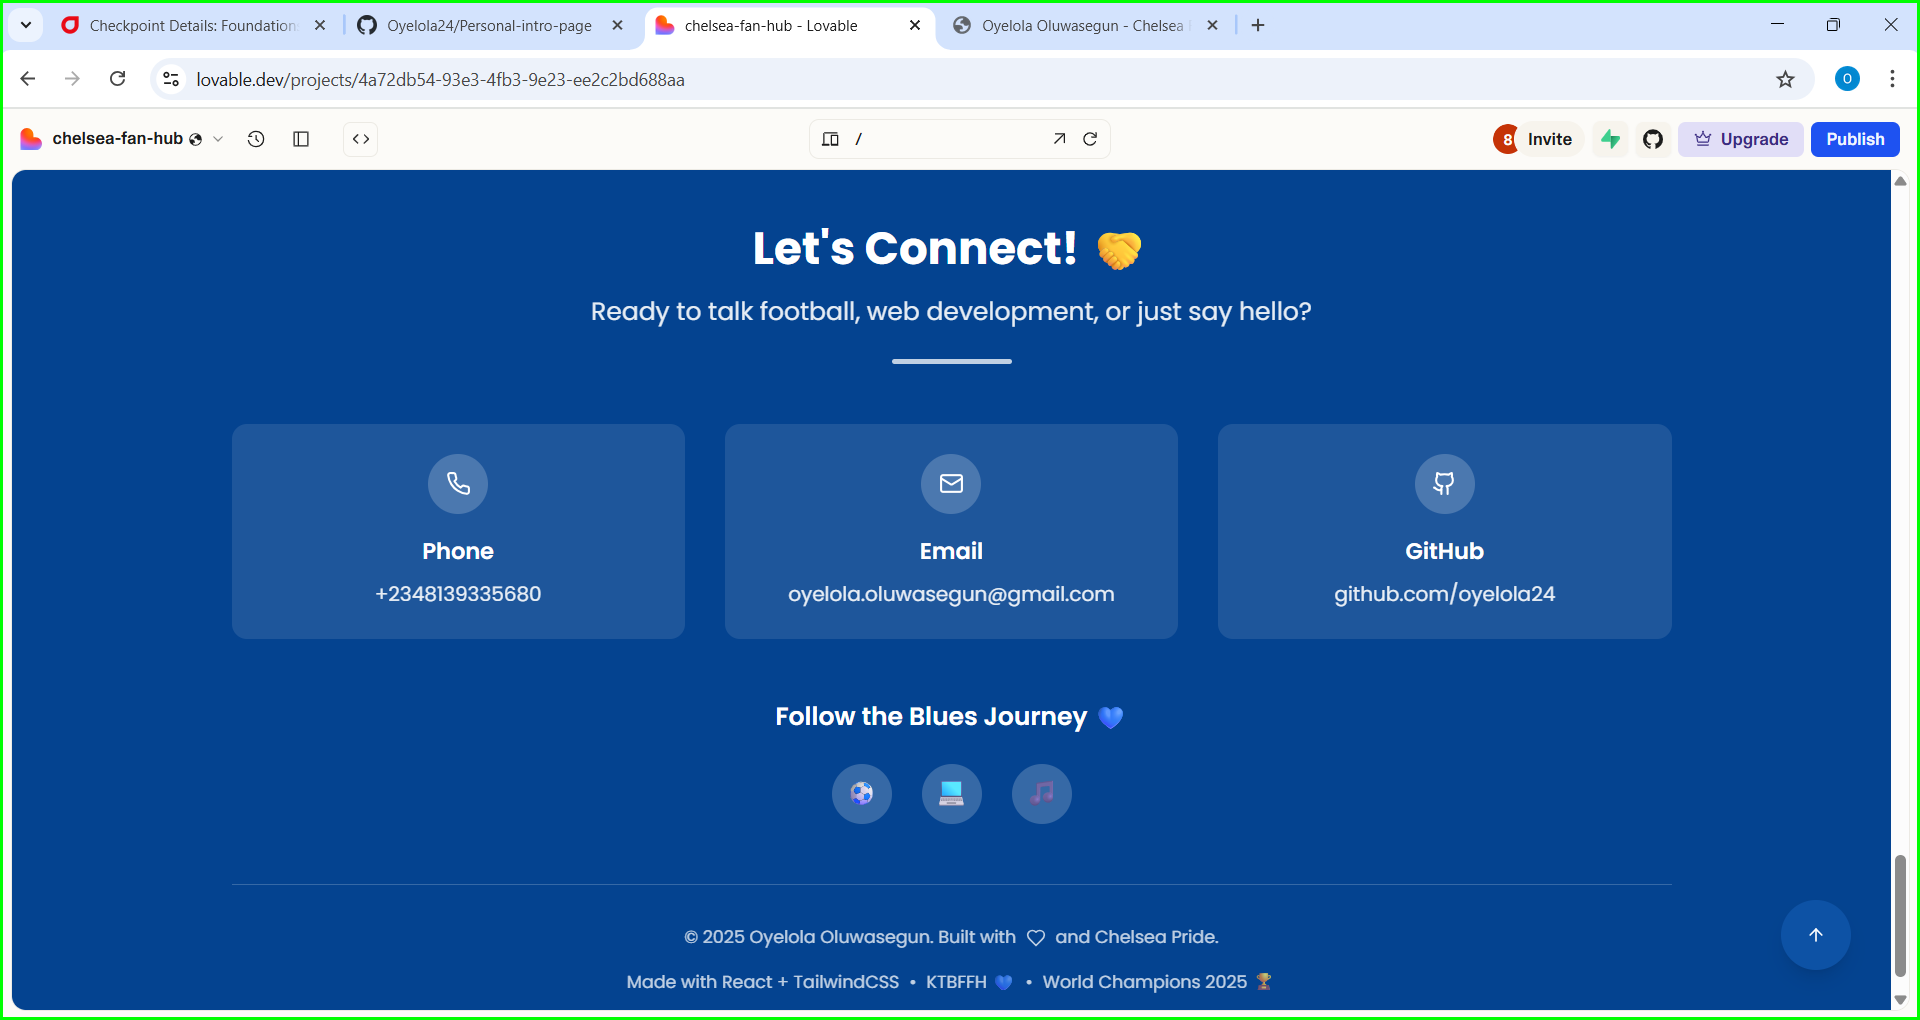 Checkpoint Details: Foundation
Oyelola24/Personal-intro-page
chelsea-fan-hub - Lovable
Oyelola Oluwasegun - Chelsea
lovable.dev/projects/4a72db54-93e3-4fb3-9e23-ee2c2bd688aa
O
chelsea-fan-hub
/
8
Invite
Upgrade
Publish
Let's Connect! 🤝
Ready to talk football, web development, or just say hello?
Phone
+2348139335680
Email
oyelola.oluwasegun@gmail.com
GitHub
github.com/oyelola24
Follow the Blues Journey 💙
© 2025 Oyelola Oluwasegun. Built with ♡ and Chelsea Pride.
Made with React + TailwindCSS • KTBFFH 💙 • World Champions 2025 🏆